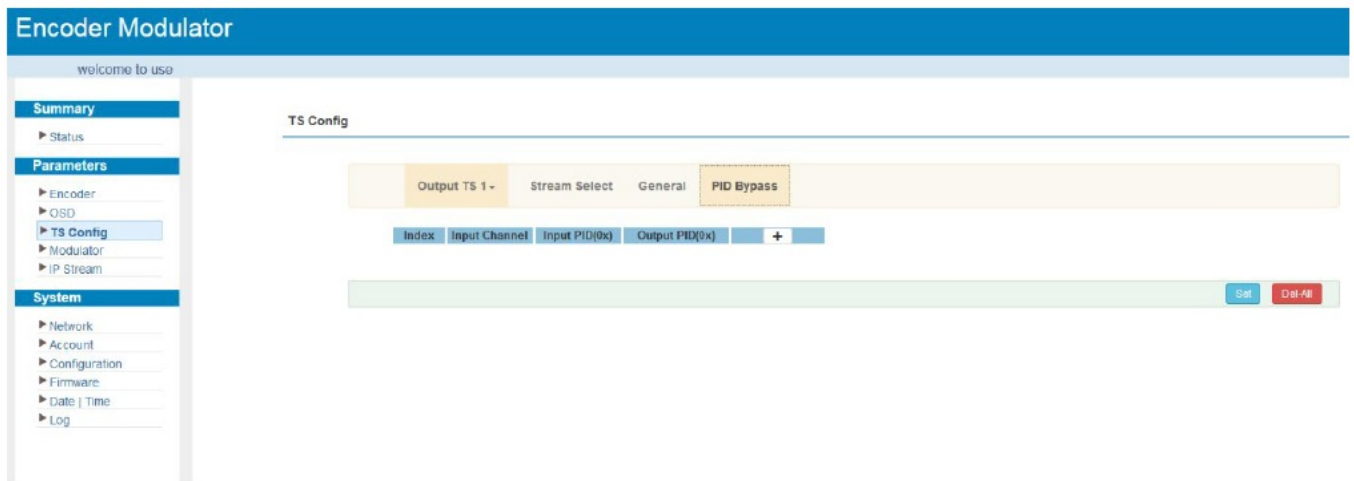 Encoder Modulator
welcome to use
Summary
Status
Parameters
Encoder
OSD
TS Config
Modulator
IP Stream
System
Network
Account
Configuration
Firmware
Date | Time
Log
TS Config
Output TS 1 Stream Select General PID Bypass
Index Input Channel Input PID(0x) Output PID(0x) +
Set Del-All